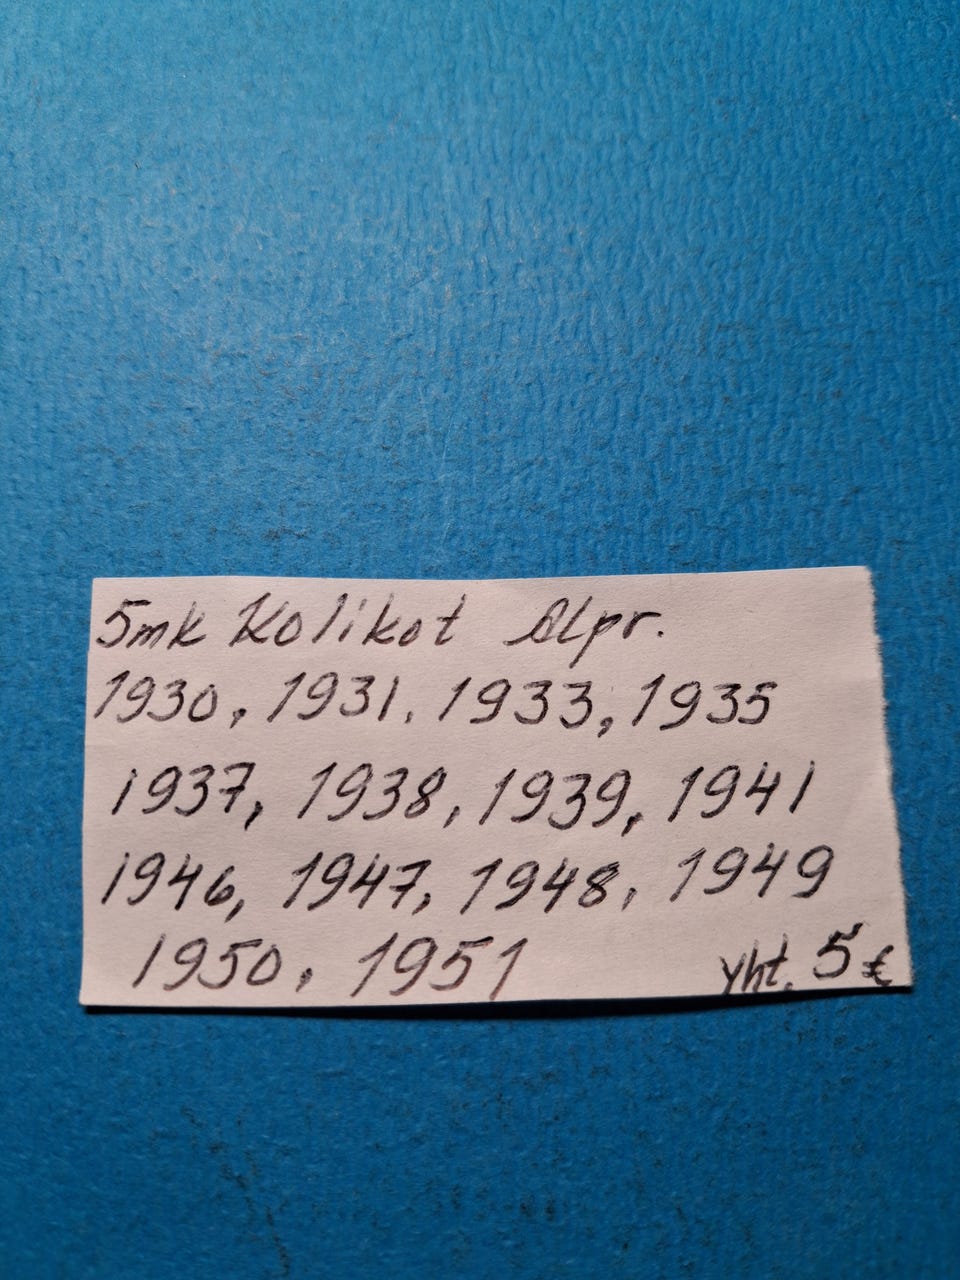 5mk Kolikot Alpr.
1930, 1931, 1933, 1935
1937, 1938, 1939, 1941
1946, 1947, 1948, 1949
1950, 1951 yht. 5 €